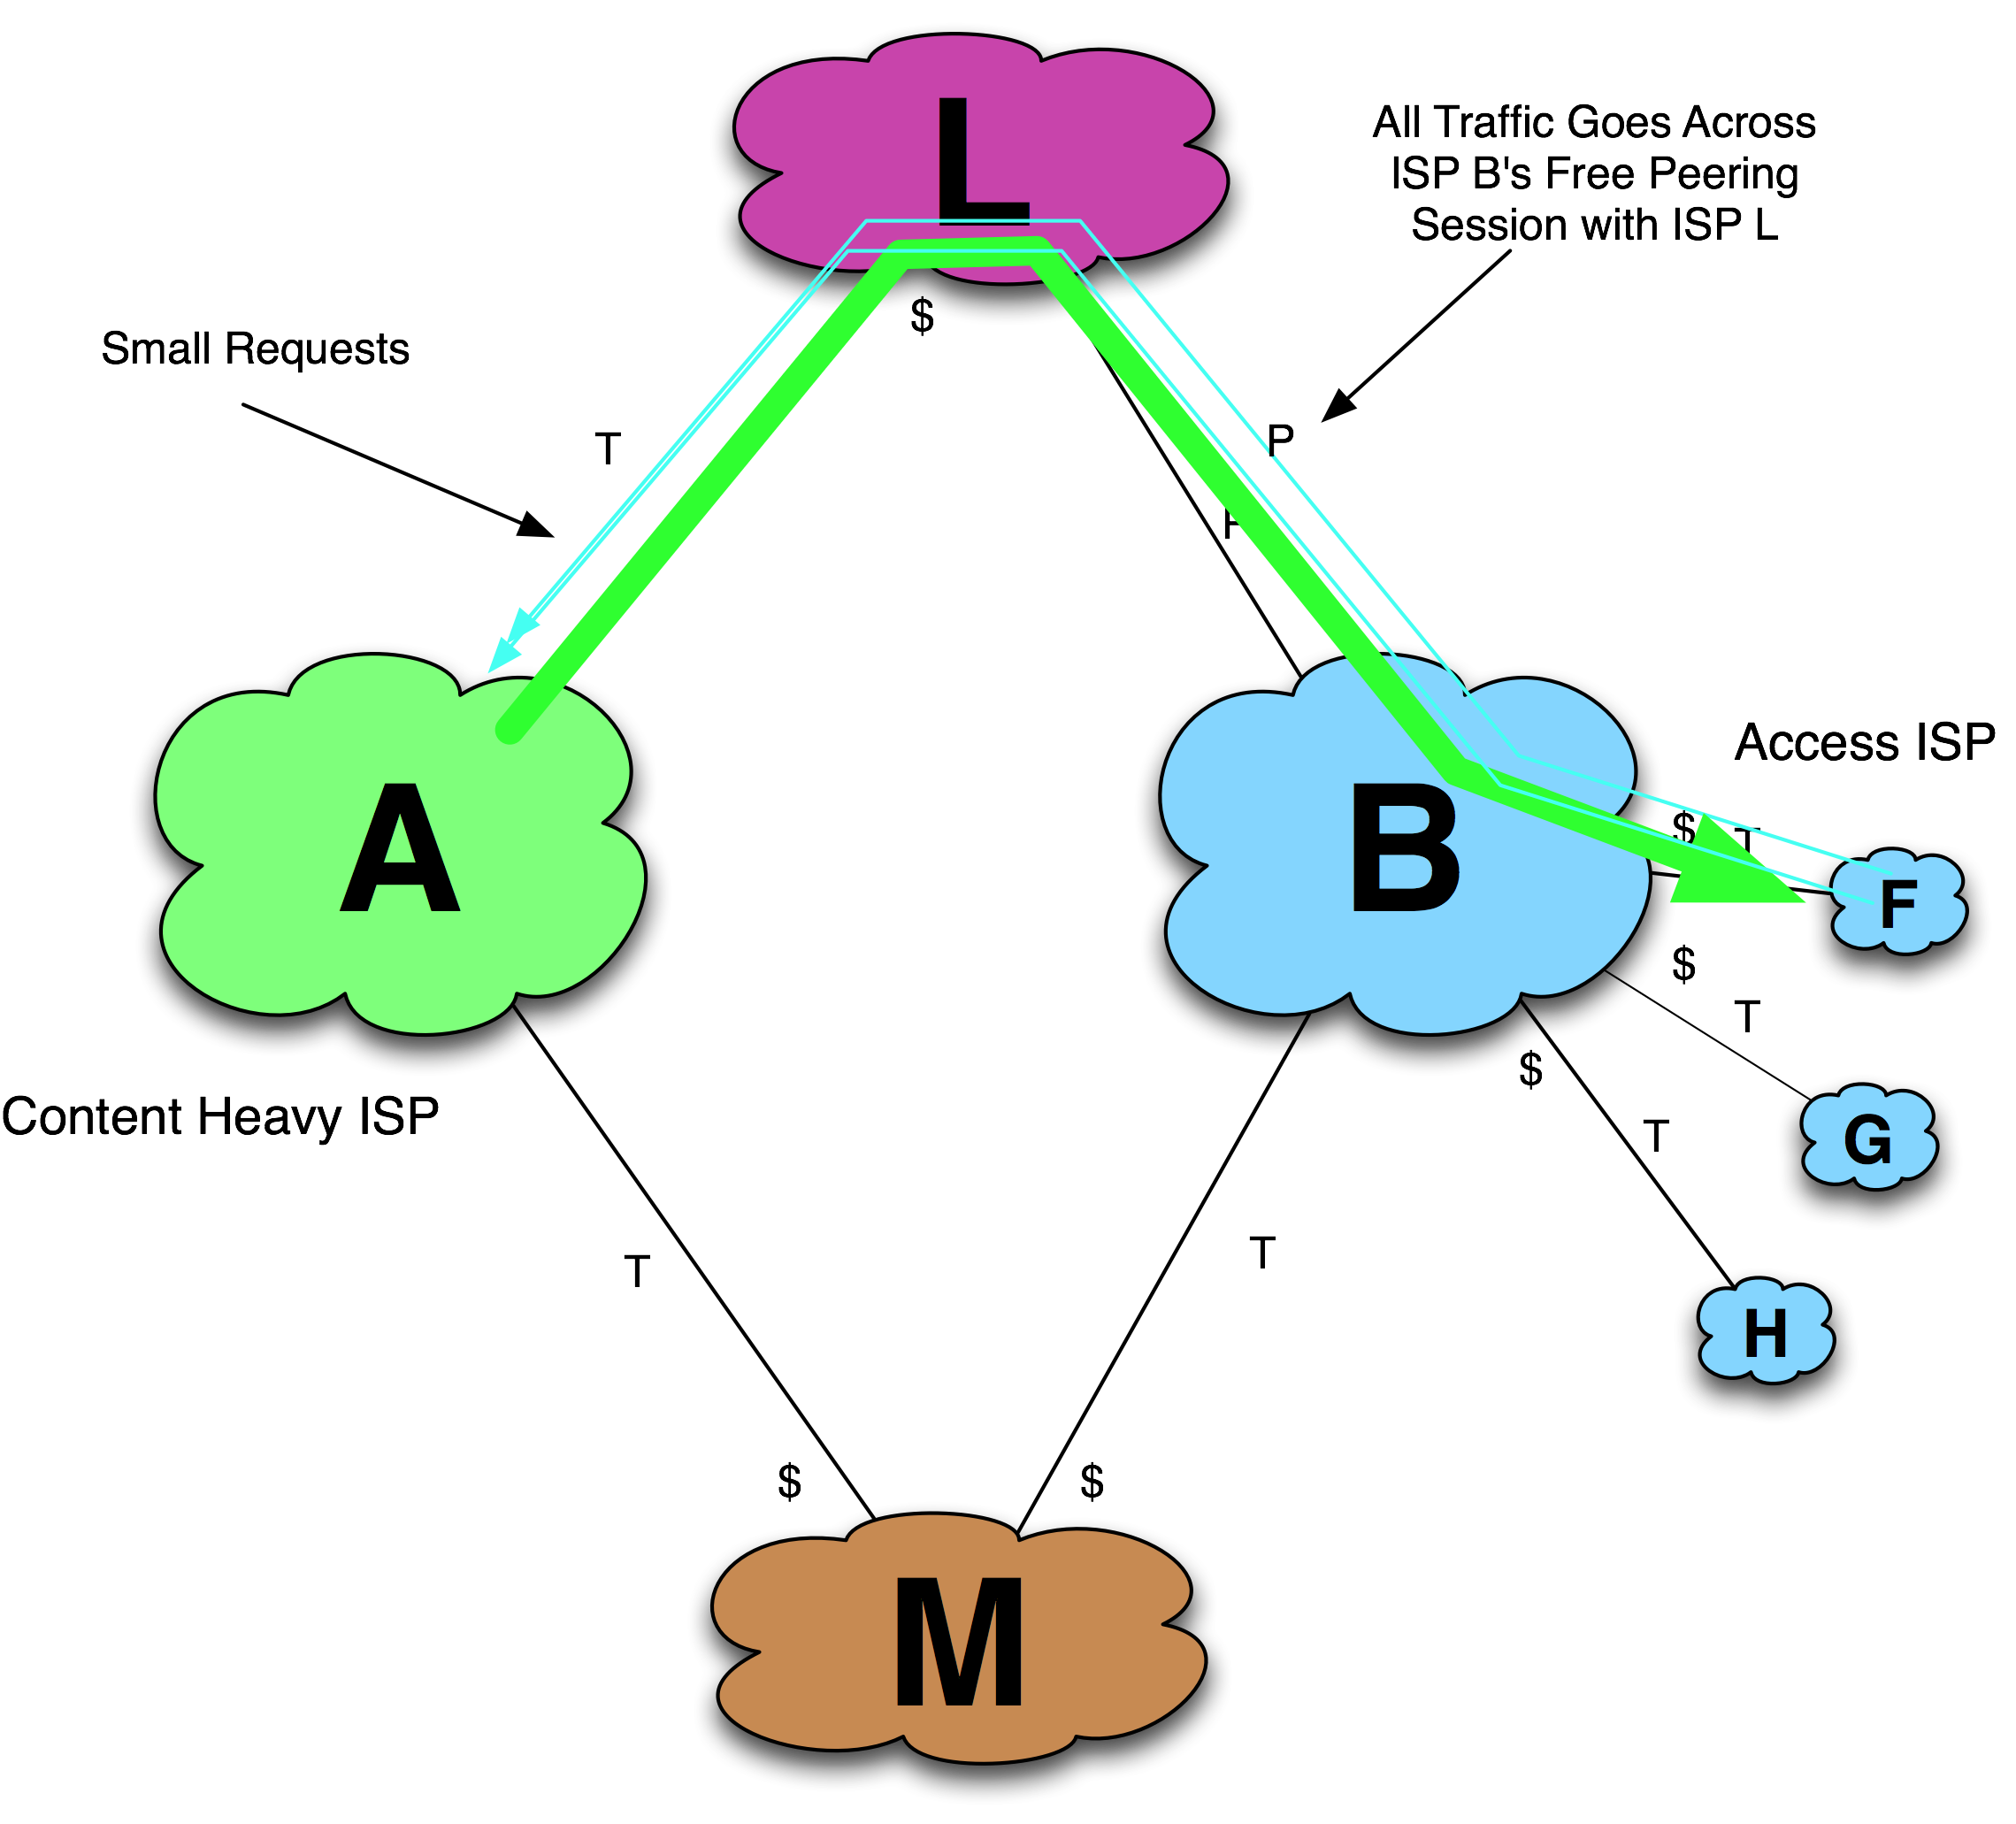 L
All Traffic Goes Across
ISP B's Free Peering
Session with ISP L
$
Small Requests
T
P
Access ISP
A
B
$
T
F
$
T
$
Content Heavy ISP
T
G
T
T
H
$
$
M